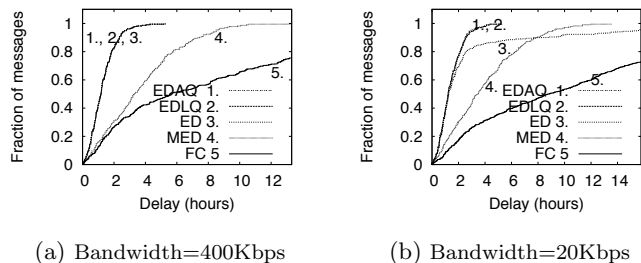 Fraction of messages
1
0.8
0.6
0.4
0.2
0
1., 2., 3.
4.
5.
EDAQ 1.
EDLQ 2.
ED 3.
MED 4.
FC 5
0 2 4 6 8 10 12
Delay (hours)
(a) Bandwidth=400Kbps
Fraction of messages
1
0.8
0.6
0.4
0.2
0
1., 2.
3.
4.
5.
EDAQ 1.
EDLQ 2.
ED 3.
MED 4.
FC 5
0 2 4 6 8 10 12 14
Delay (hours)
(b) Bandwidth=20Kbps